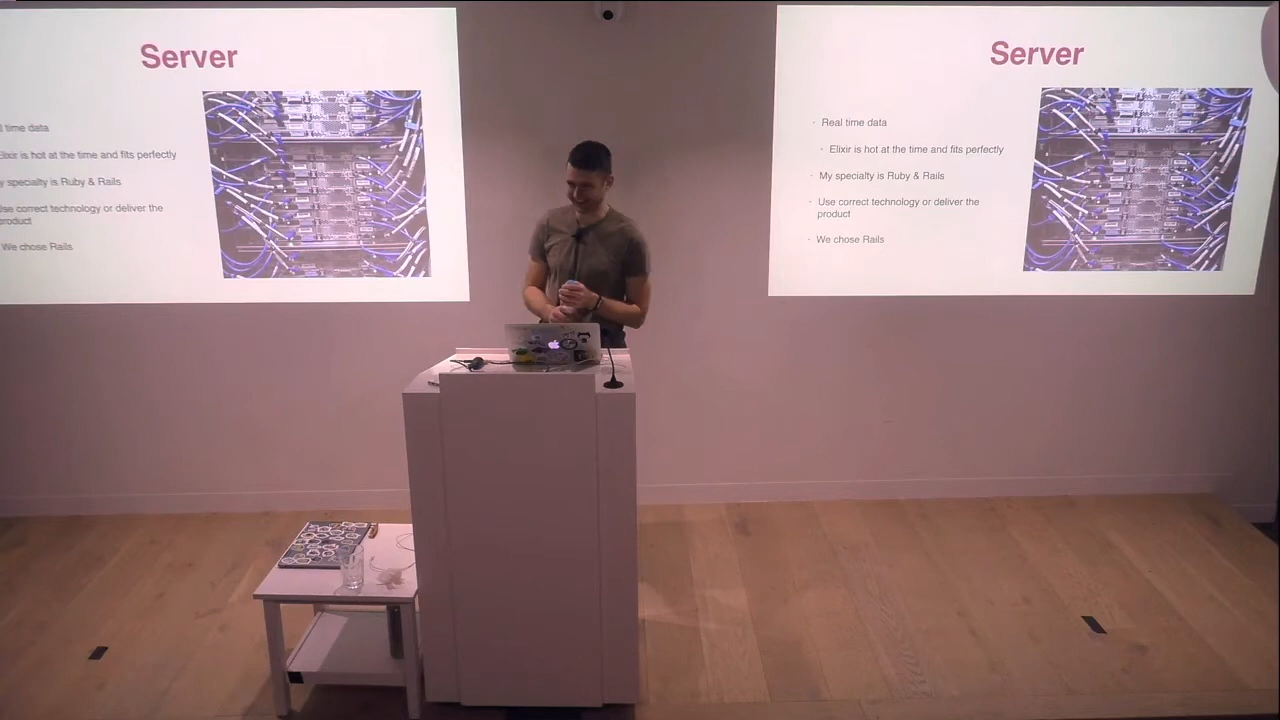 Server
l time data
Elixir is hot at the time and fits perfectly
y specialty is Ruby & Rails
Use correct technology or deliver the
product
We chose Rails
Server
· Real time data
· Elixir is hot at the time and fits perfectly
· My specialty is Ruby & Rails
· Use correct technology or deliver the
product
· We chose Rails